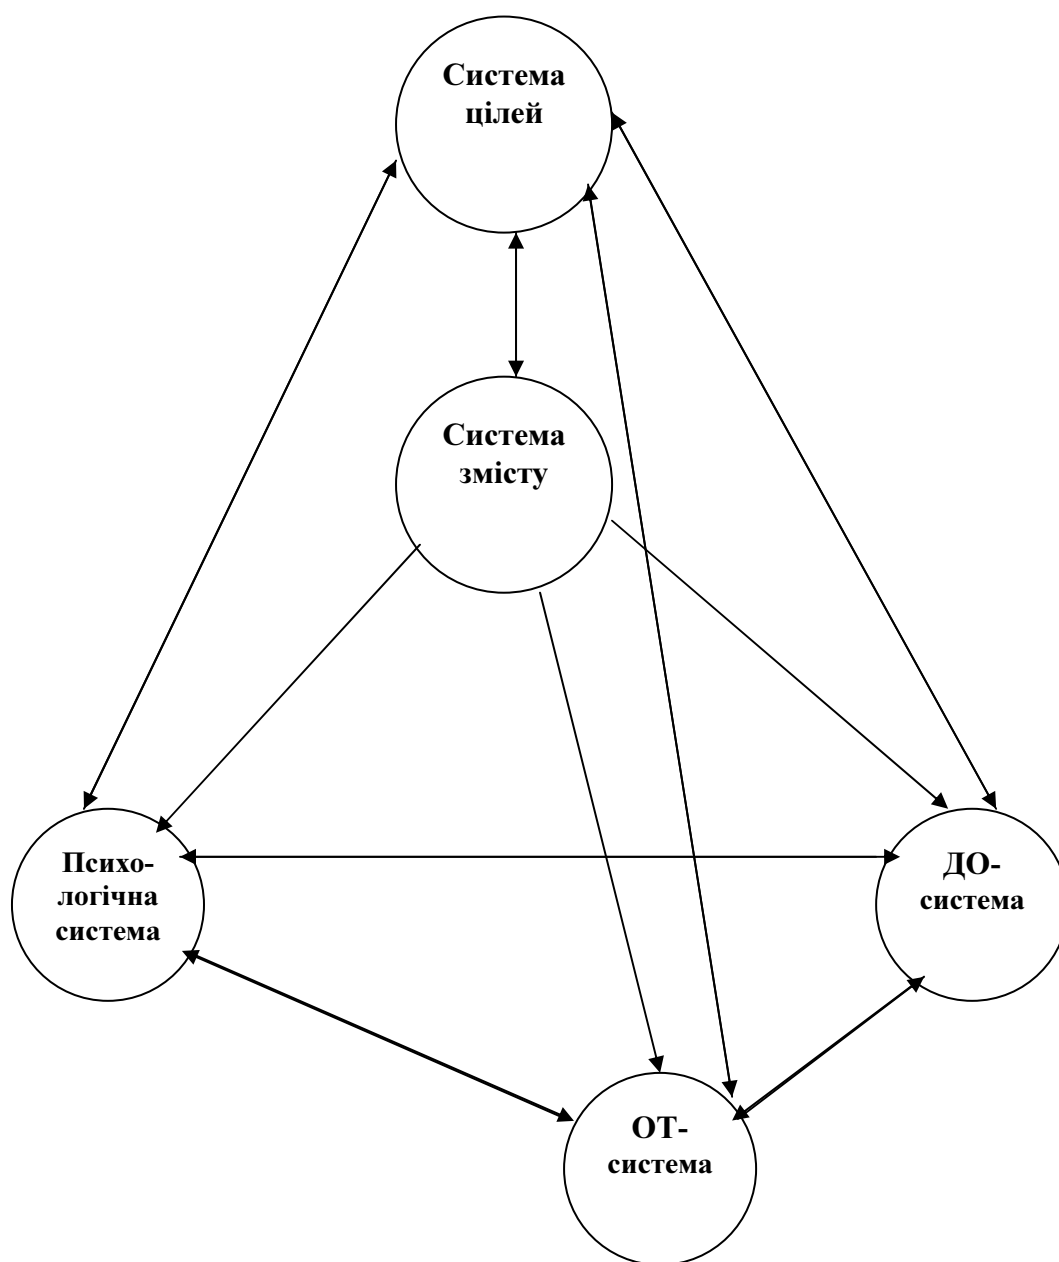 Система
цілей
Система
змісту
Психо-
логічна
система
ДО-
система
ОТ-
система